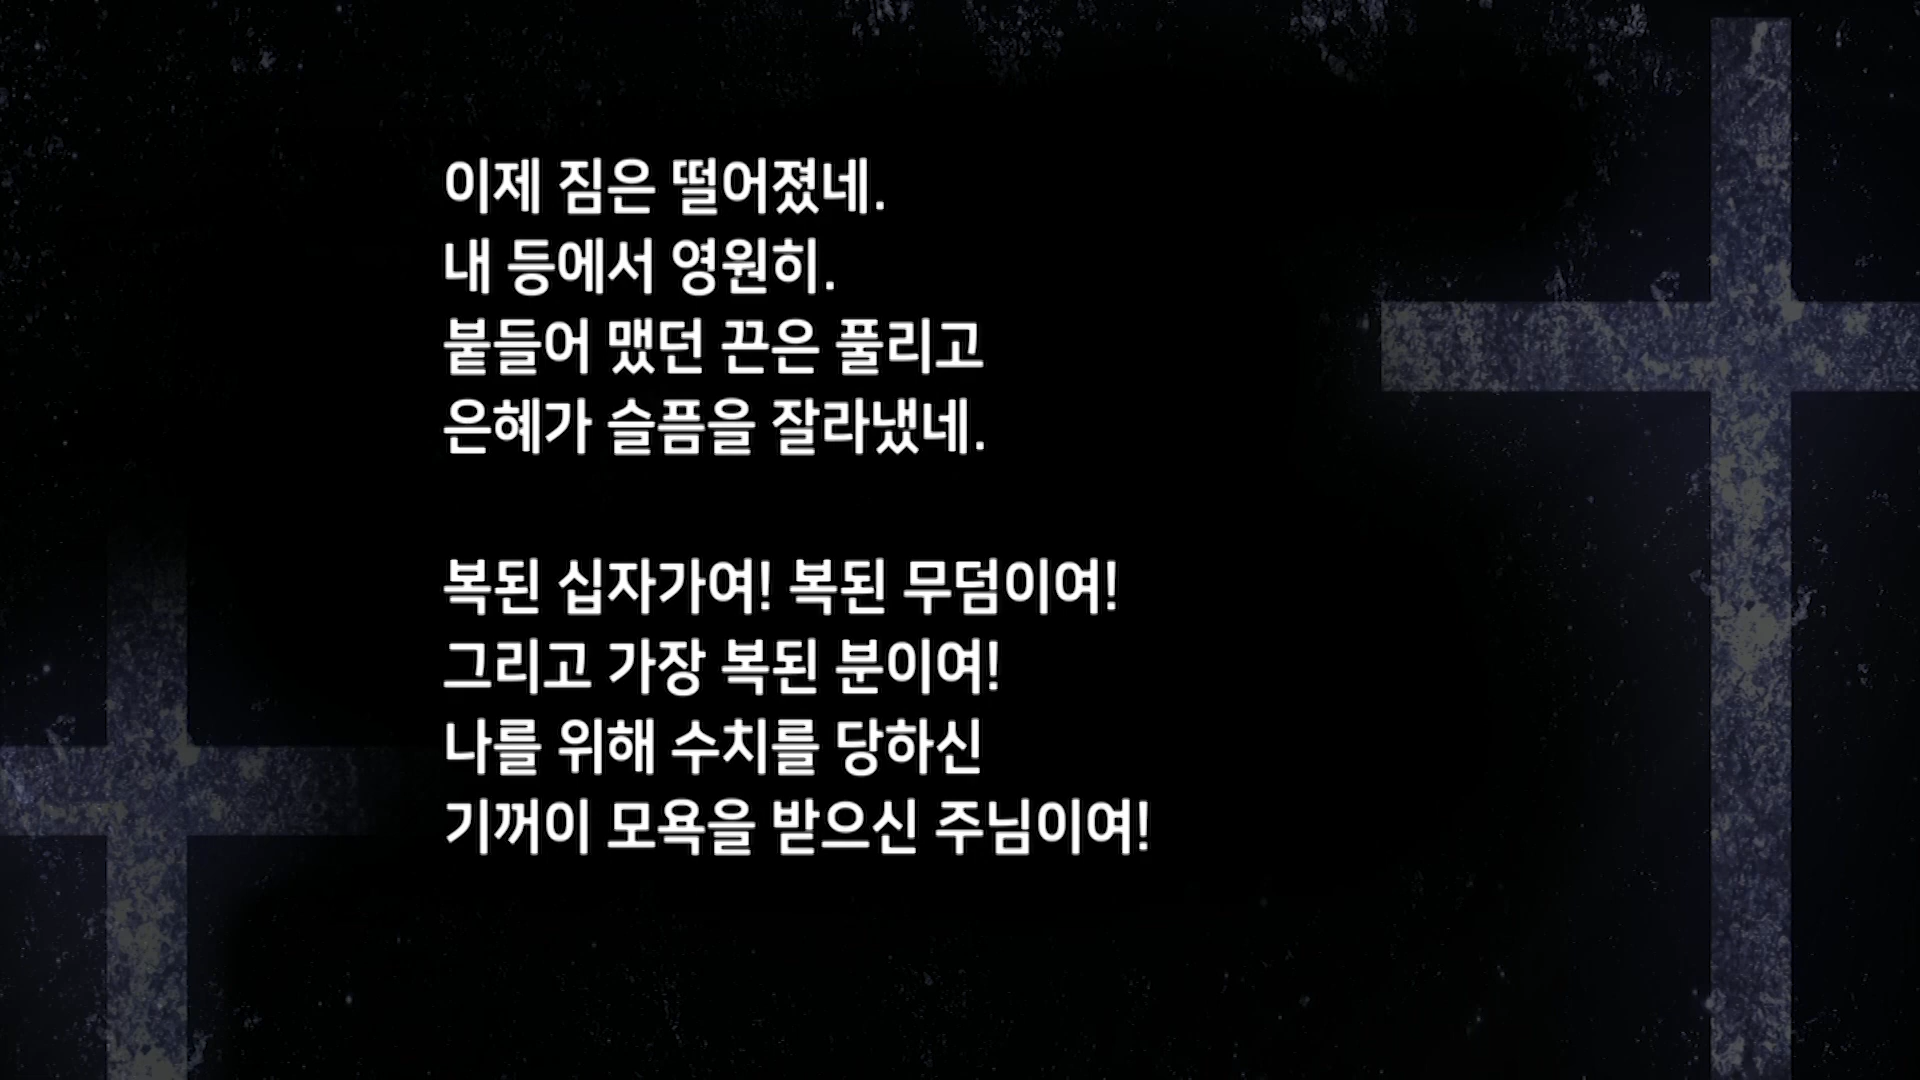 이제 짐은 떨어졌네.
내 등에서 영원히.
붙들어 맸던 끈은 풀리고
은혜가 슬픔을 잘라냈네.
복된 십자가여! 복된 무덤이여!
그리고 가장 복된 분이여!
나를 위해 수치를 당하신
기꺼이 모욕을 받으신 주님이여!